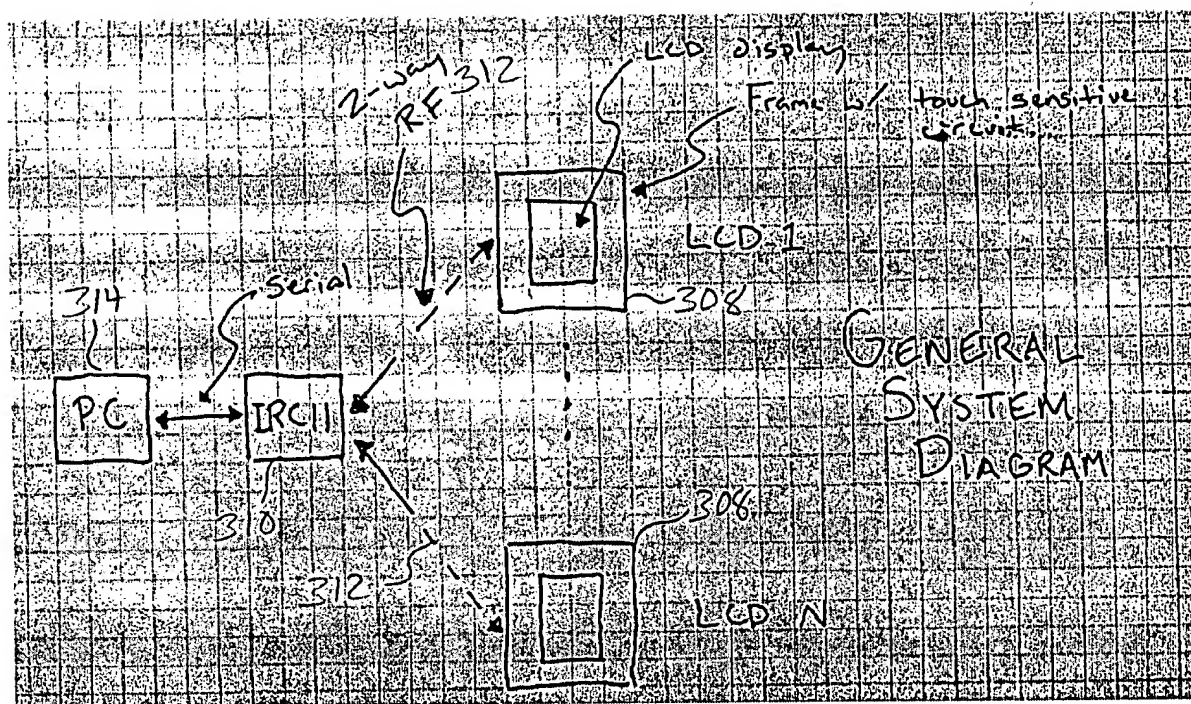 2-way 312
RF
LCD display
Frame w/ touch sensitive
circuit
LCD 1
308
314
serial
PC
IRC11
310
GENERAL
SYSTEM
DIAGRAM
308
312
LCD N